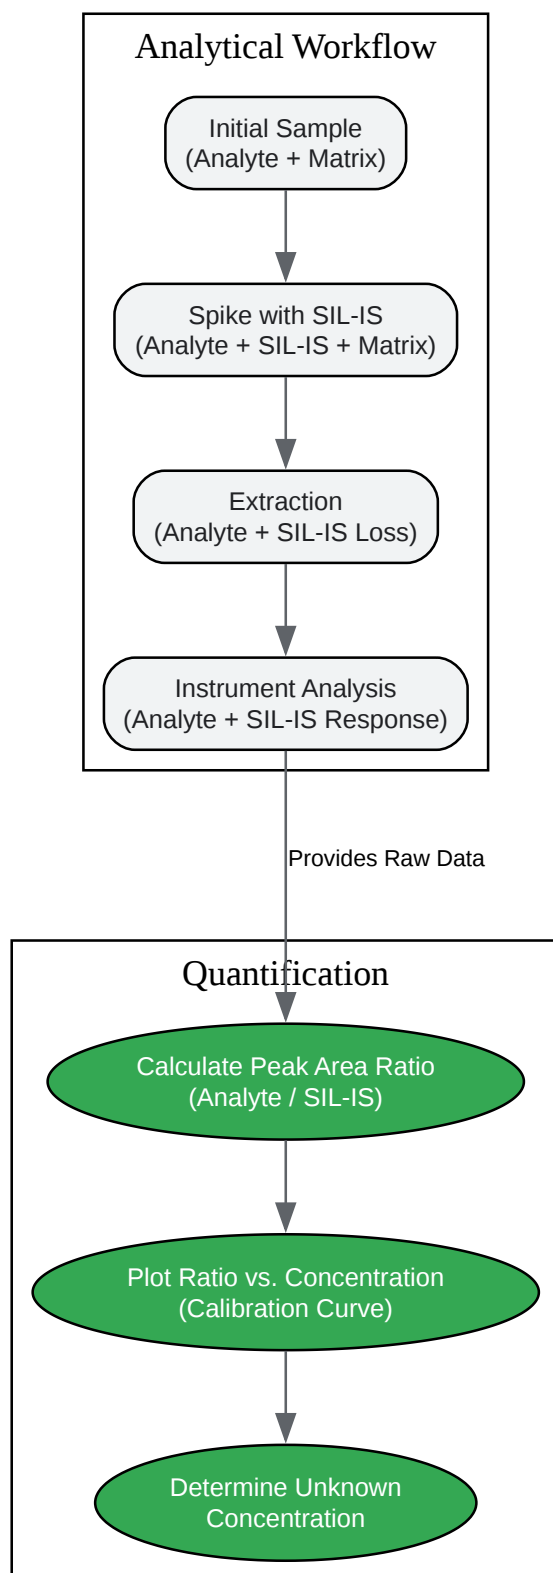 Analytical Workflow
Initial Sample
(Analyte + Matrix)
Spike with SIL-IS
(Analyte + SIL-IS + Matrix)
Extraction
(Analyte + SIL-IS Loss)
Instrument Analysis
(Analyte + SIL-IS Response)
Provides Raw Data
Quantification
Calculate Peak Area Ratio
(Analyte / SIL-IS)
Plot Ratio vs. Concentration
(Calibration Curve)
Determine Unknown
Concentration